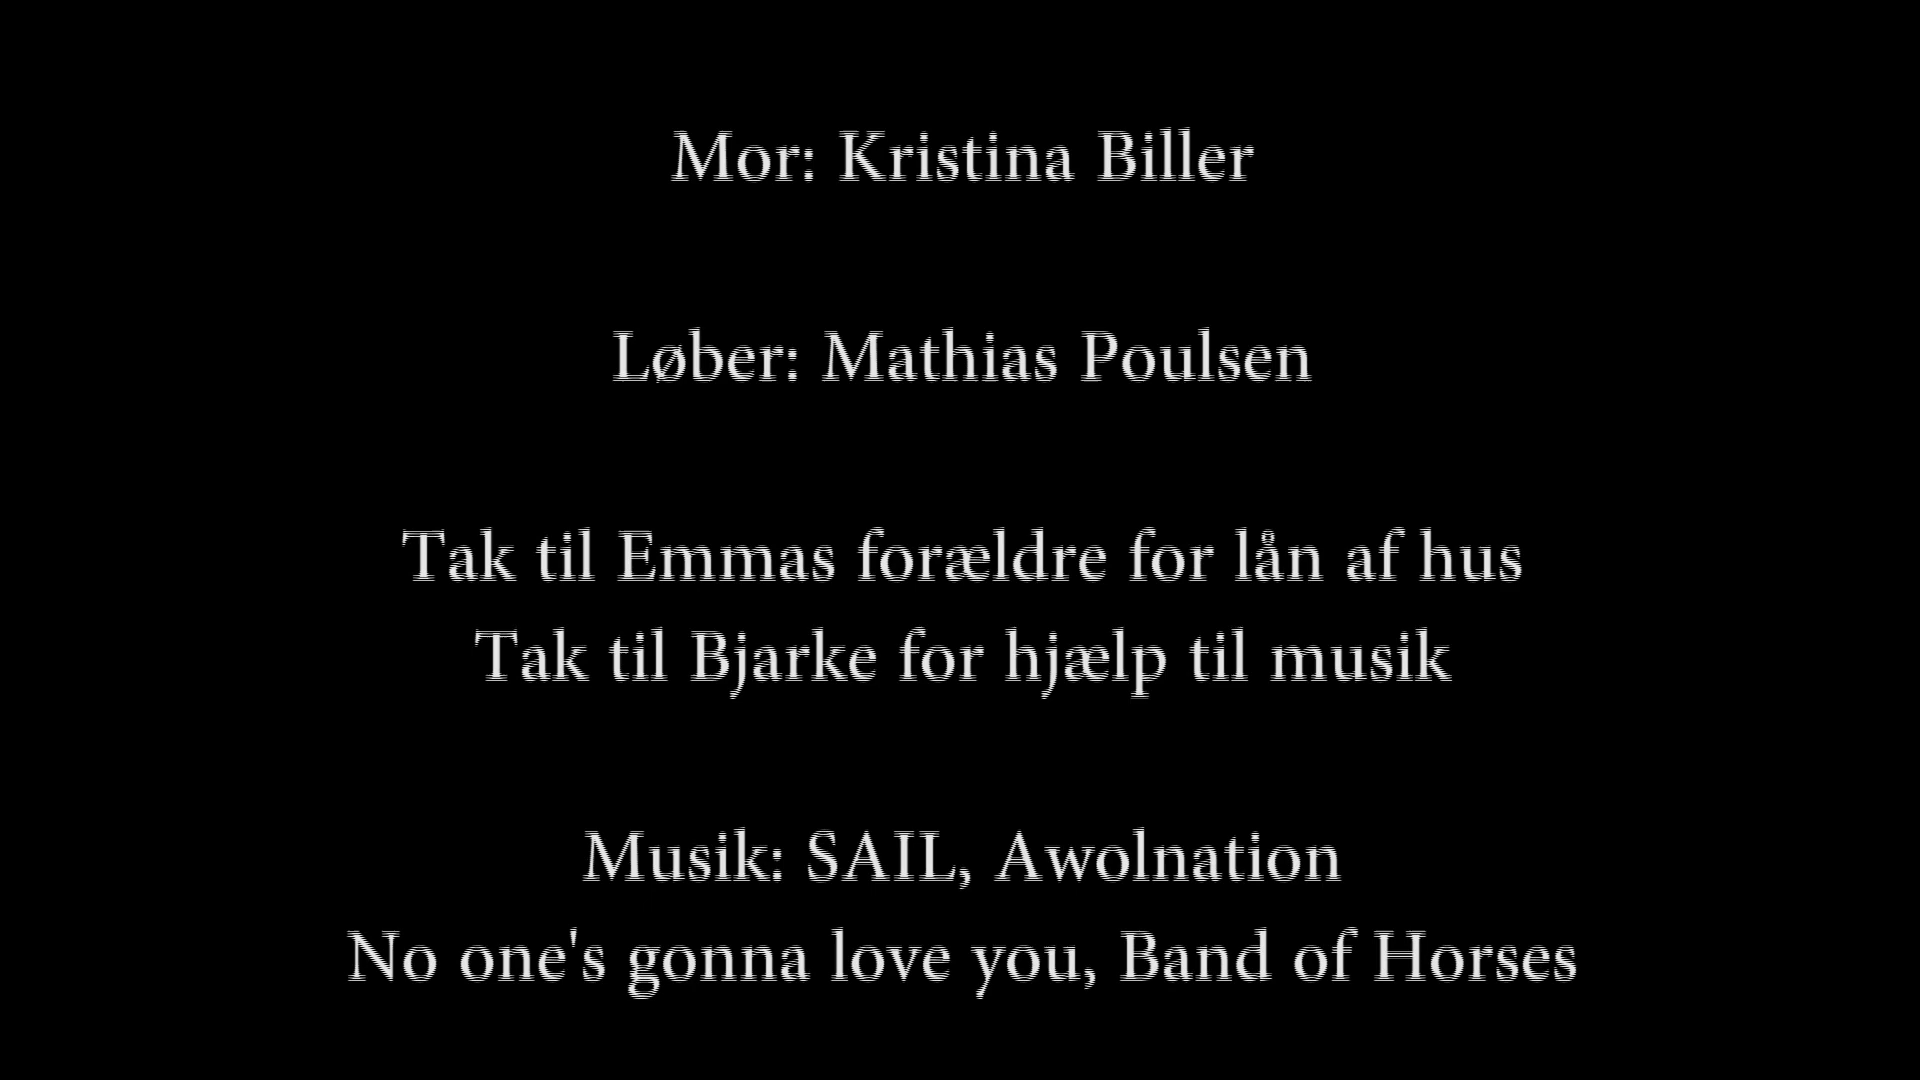 Mor: Kristina Biller
Løber: Mathias Poulsen
Tak til Emmas forældre for lån af hus
Tak til Bjarke for hjælp til musik
Musik: SAIL, Awolnation
No one's gonna love you, Band of Horses